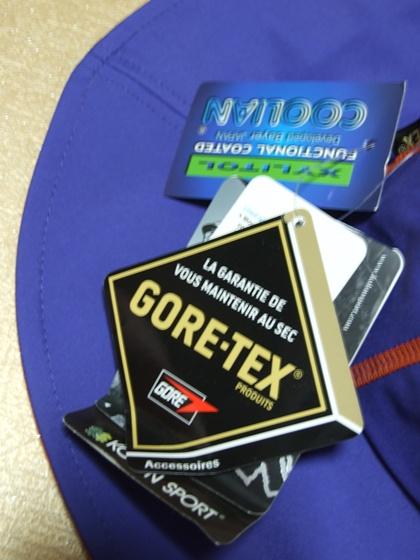 XYLITOL
FUNCTIONAL COATED
Developed Bayer JAPAN
COOLIAN®
LA GARANTIE DE
VOUS MAINTENIR AU SEC
GORE-TEX®
PRODUITS
GORE
Accessoires
SPORT